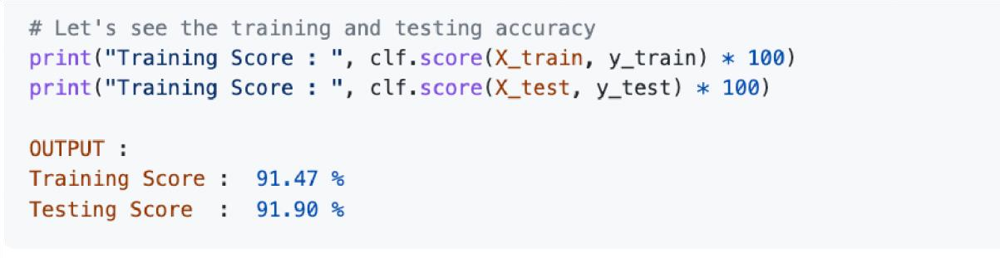 # Let's see the training and testing accuracy
print("Training Score : ", clf.score(X_train, y_train) * 100)
print("Training Score : ", clf.score(X_test, y_test) * 100)
OUTPUT :
Training Score :  91.47 %
Testing Score  :  91.90 %